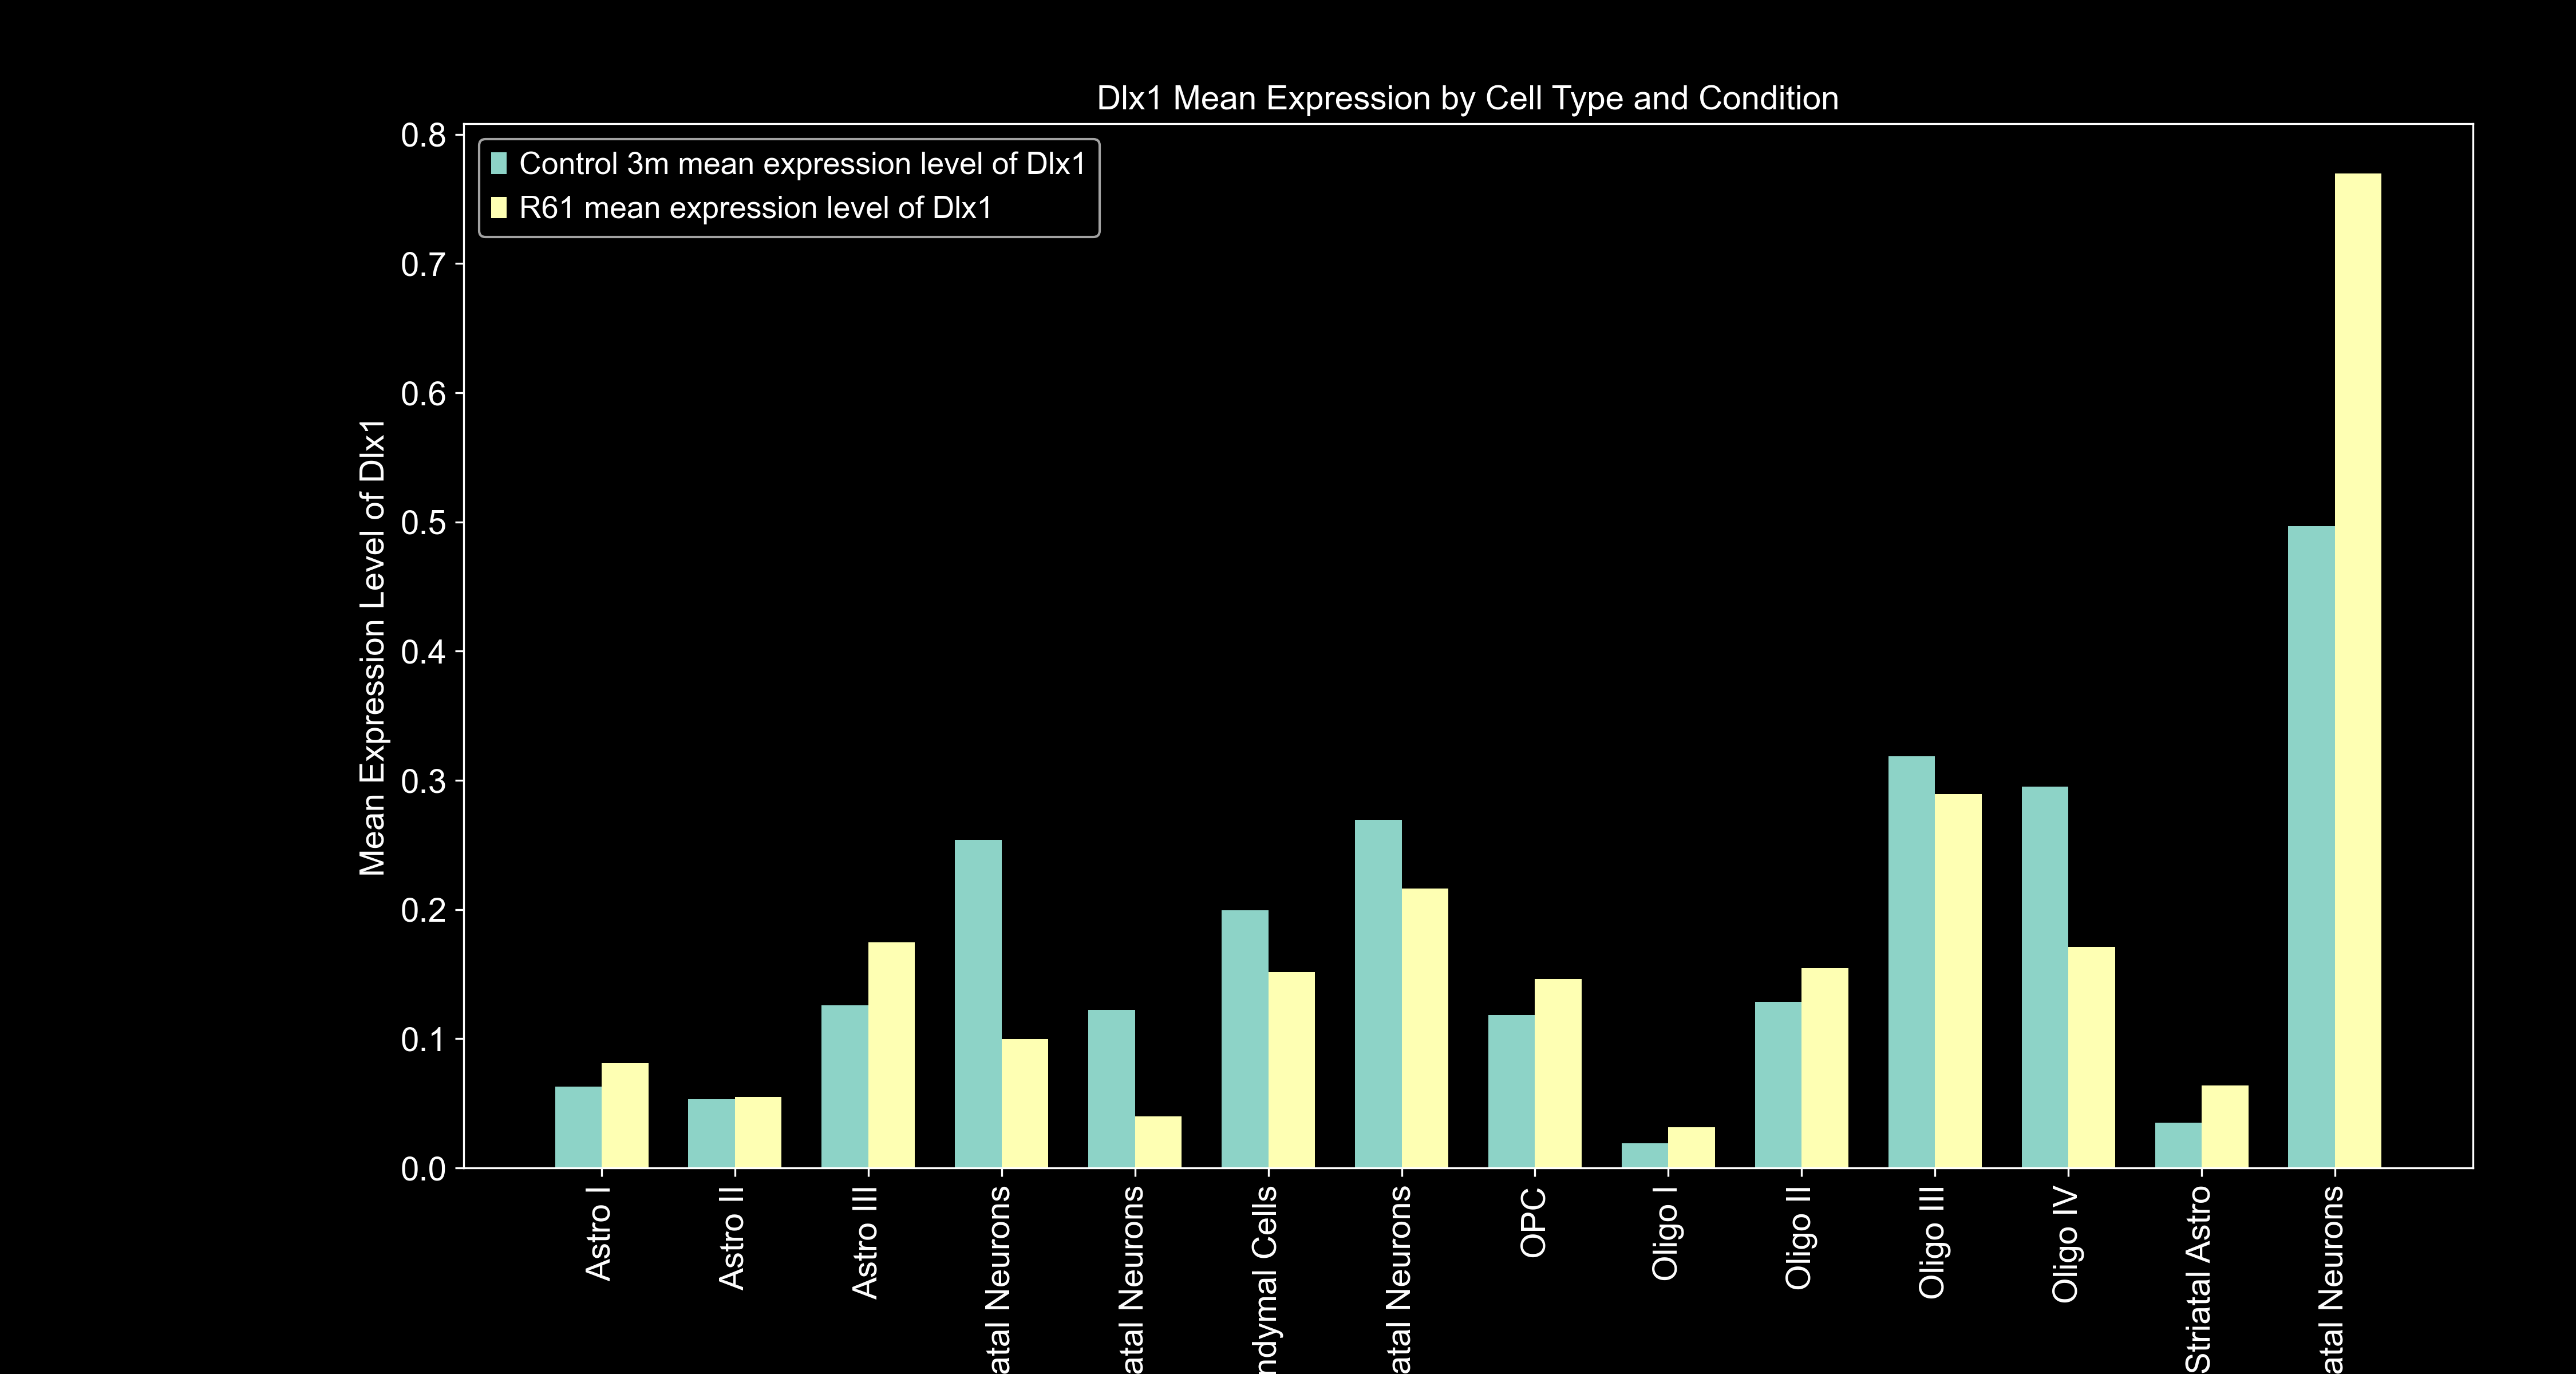 Dlx1 Mean Expression by Cell Type and Condition
Control 3m mean expression level of Dlx1
R61 mean expression level of Dlx1
Mean Expression Level of Dlx1
0.8
0.7
0.6
0.5
0.4
0.3
0.2
0.1
0.0
Astro I
Astro II
Astro III
atal Neurons
atal Neurons
ndymal Cells
atal Neurons
OPC
Oligo I
Oligo II
Oligo III
Oligo IV
Striatal Astro
atal Neurons